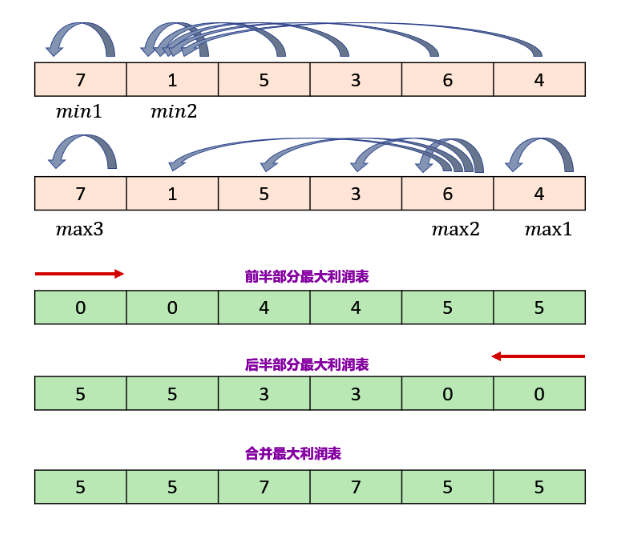 7 1 5 3 6 4
min1 min2
7 1 5 3 6 4
max3 max2 max1
前半部分最大利润表
0 0 4 4 5 5
后半部分最大利润表
5 5 3 3 0 0
合并最大利润表
5 5 7 7 5 5